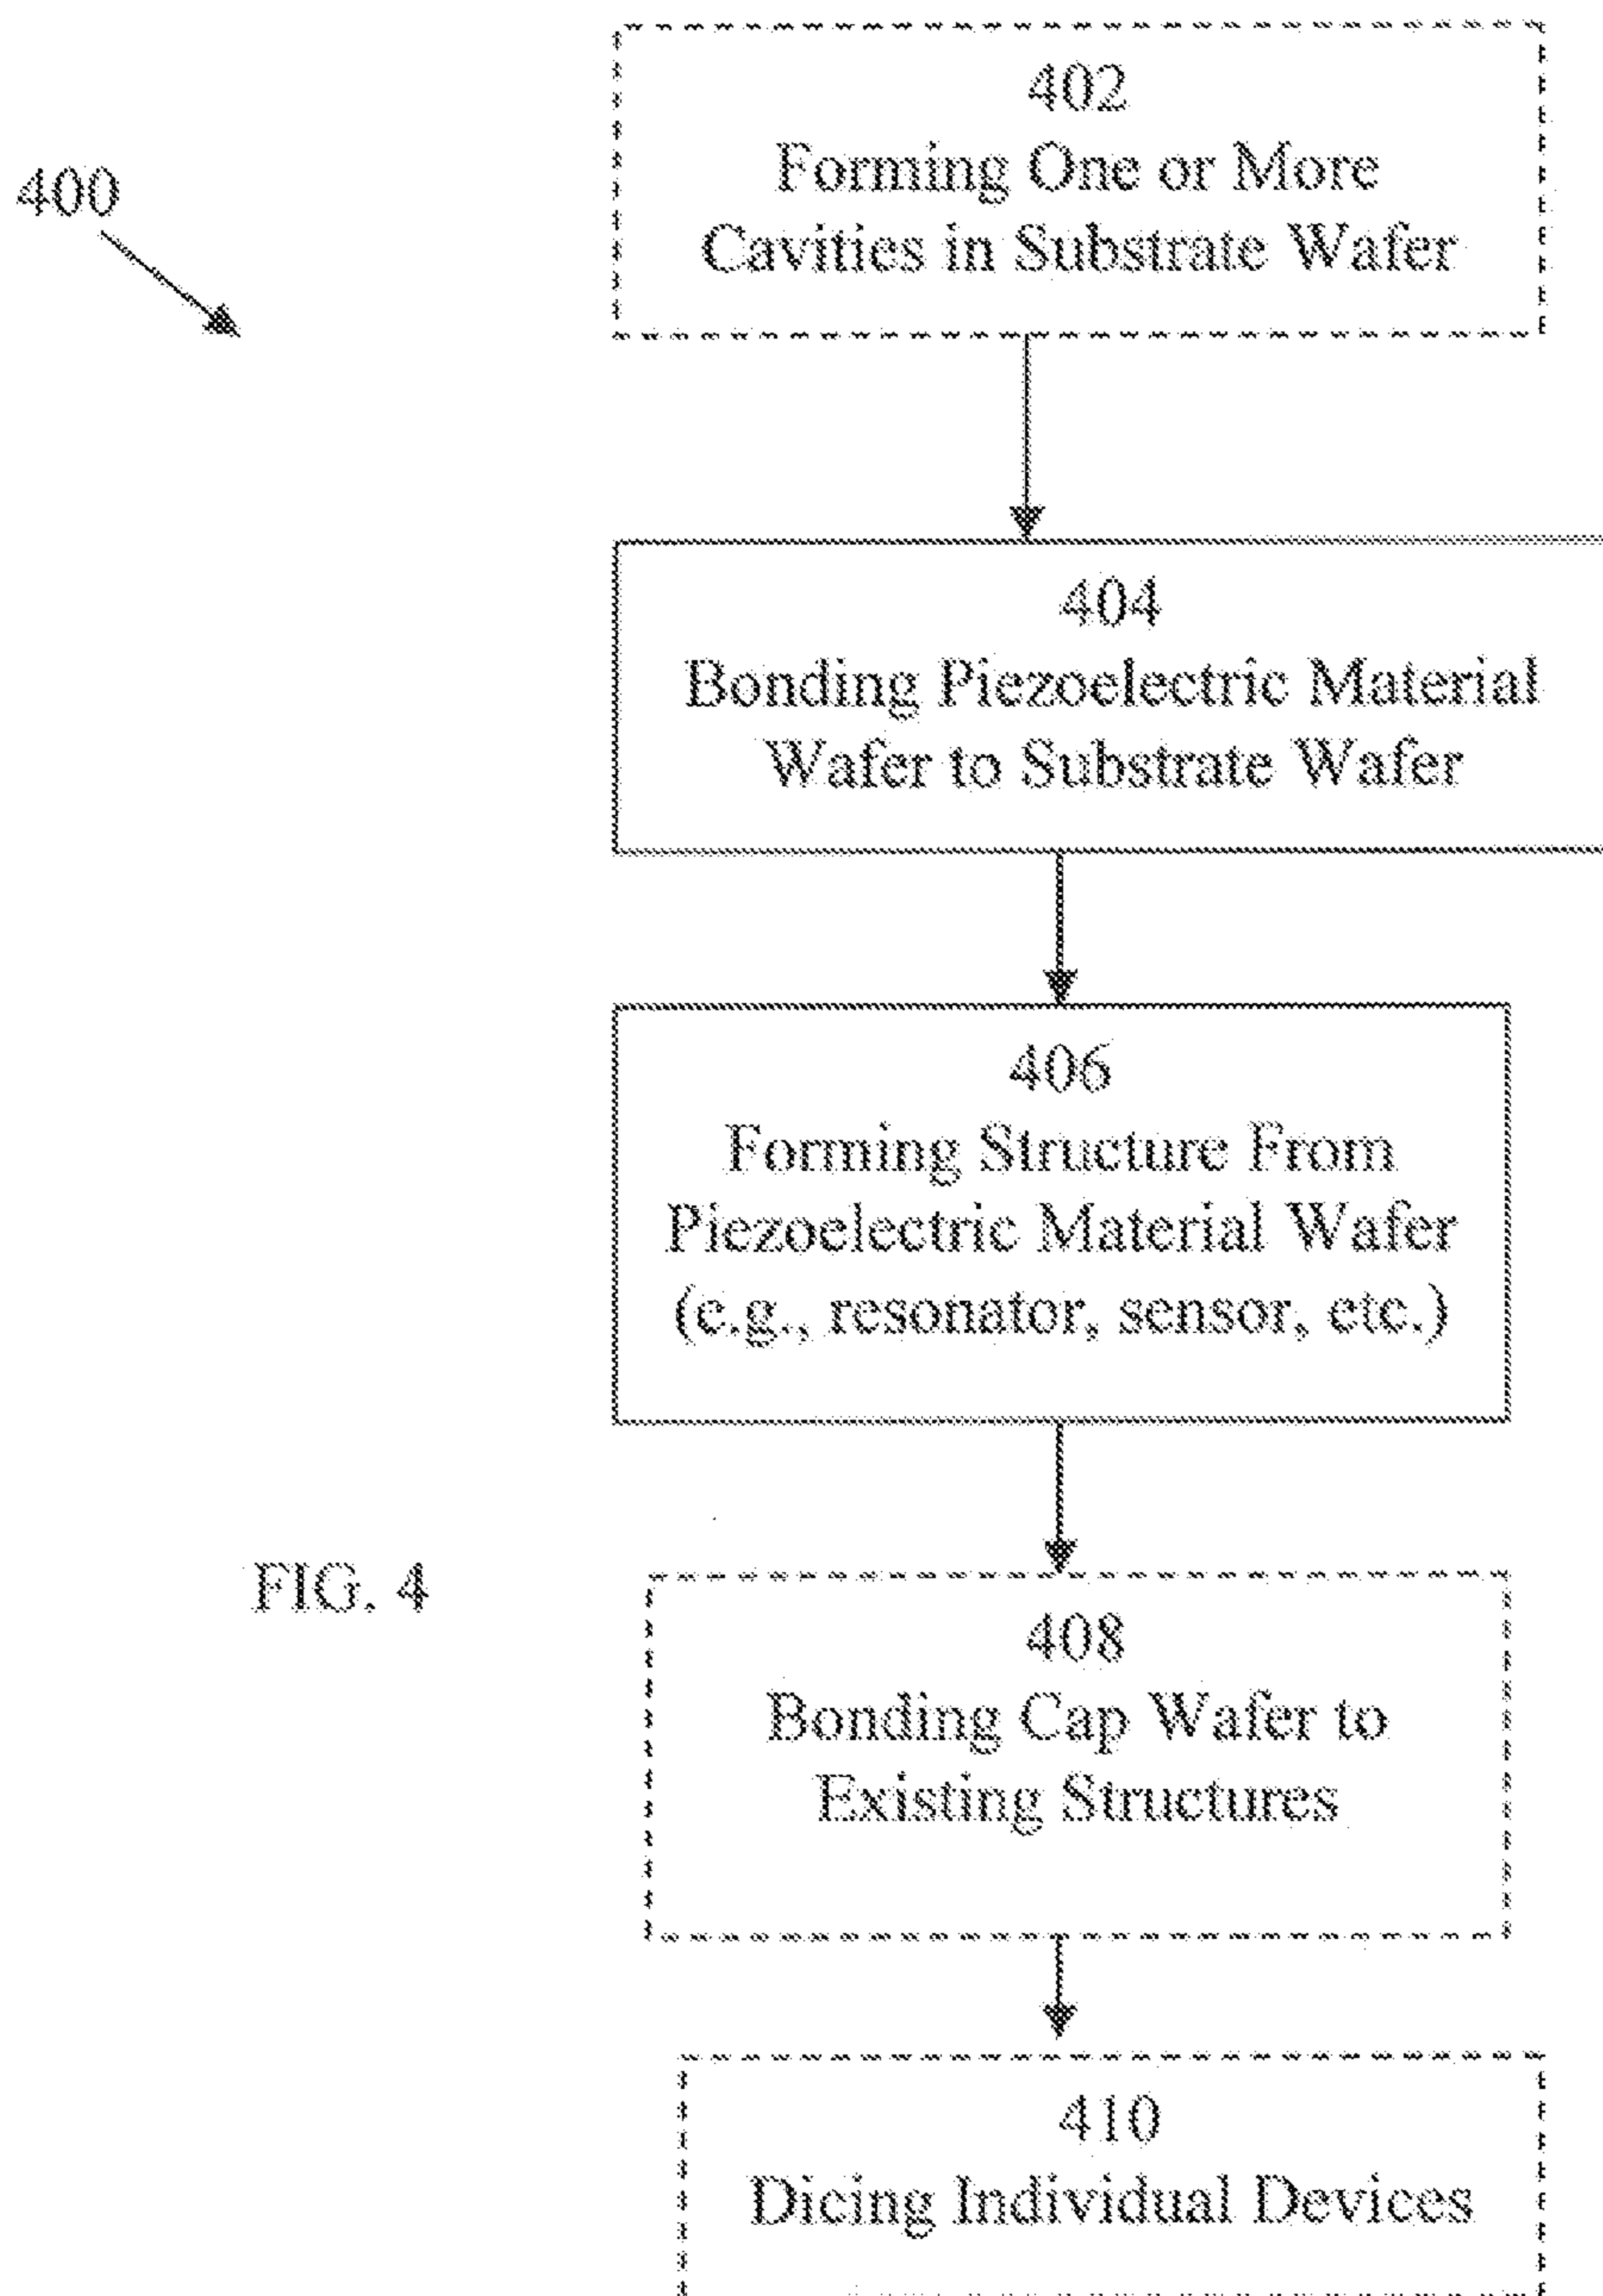 402
Forming One or More
Cavities in Substrate Wafer
400
404
Bonding Piezoelectric Material
Wafer to Substrate Wafer
406
Forming Structure From
Piezoelectric Material Wafer
(e.g., resonator, sensor, etc.)
FIG. 4
408
Bonding Cap Wafer to
Existing Structures
410
Dicing Individual Devices